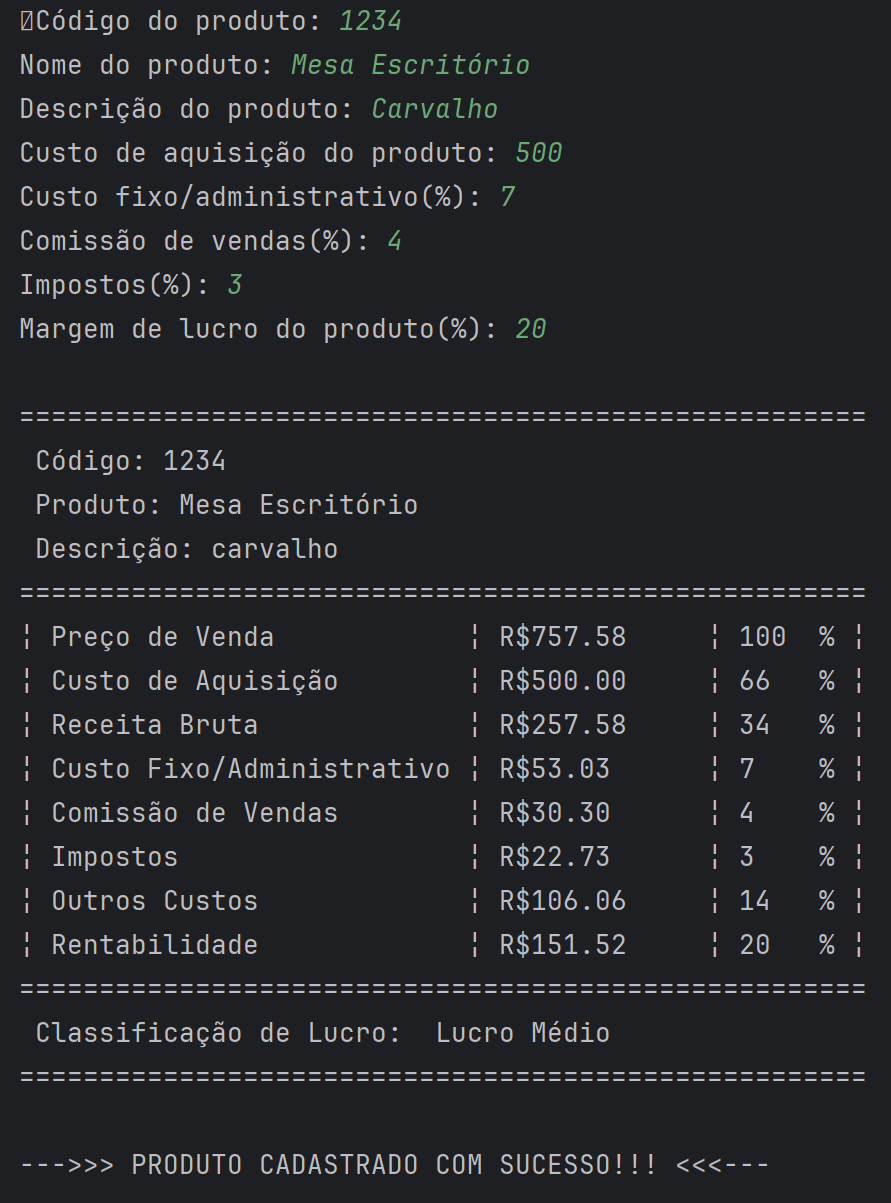 Código do produto: 1234
Nome do produto: Mesa Escritório
Descrição do produto: Carvalho
Custo de aquisição do produto: 500
Custo fixo/administrativo(%): 7
Comissão de vendas(%): 4
Impostos(%): 3
Margem de lucro do produto(%): 20
=====================================================
Código: 1234
Produto: Mesa Escritório
Descrição: carvalho
=====================================================
¦ Preço de Venda            ¦ R$757.58     ¦ 100  % ¦
¦ Custo de Aquisição        ¦ R$500.00     ¦ 66   % ¦
¦ Receita Bruta             ¦ R$257.58     ¦ 34   % ¦
¦ Custo Fixo/Administrativo ¦ R$53.03      ¦ 7    % ¦
¦ Comissão de Vendas        ¦ R$30.30      ¦ 4    % ¦
¦ Impostos                  ¦ R$22.73      ¦ 3    % ¦
¦ Outros Custos             ¦ R$106.06     ¦ 14   % ¦
¦ Rentabilidade             ¦ R$151.52     ¦ 20   % ¦
=====================================================
Classificação de Lucro:  Lucro Médio
=====================================================
--->>> PRODUTO CADASTRADO COM SUCESSO!!! <<<---